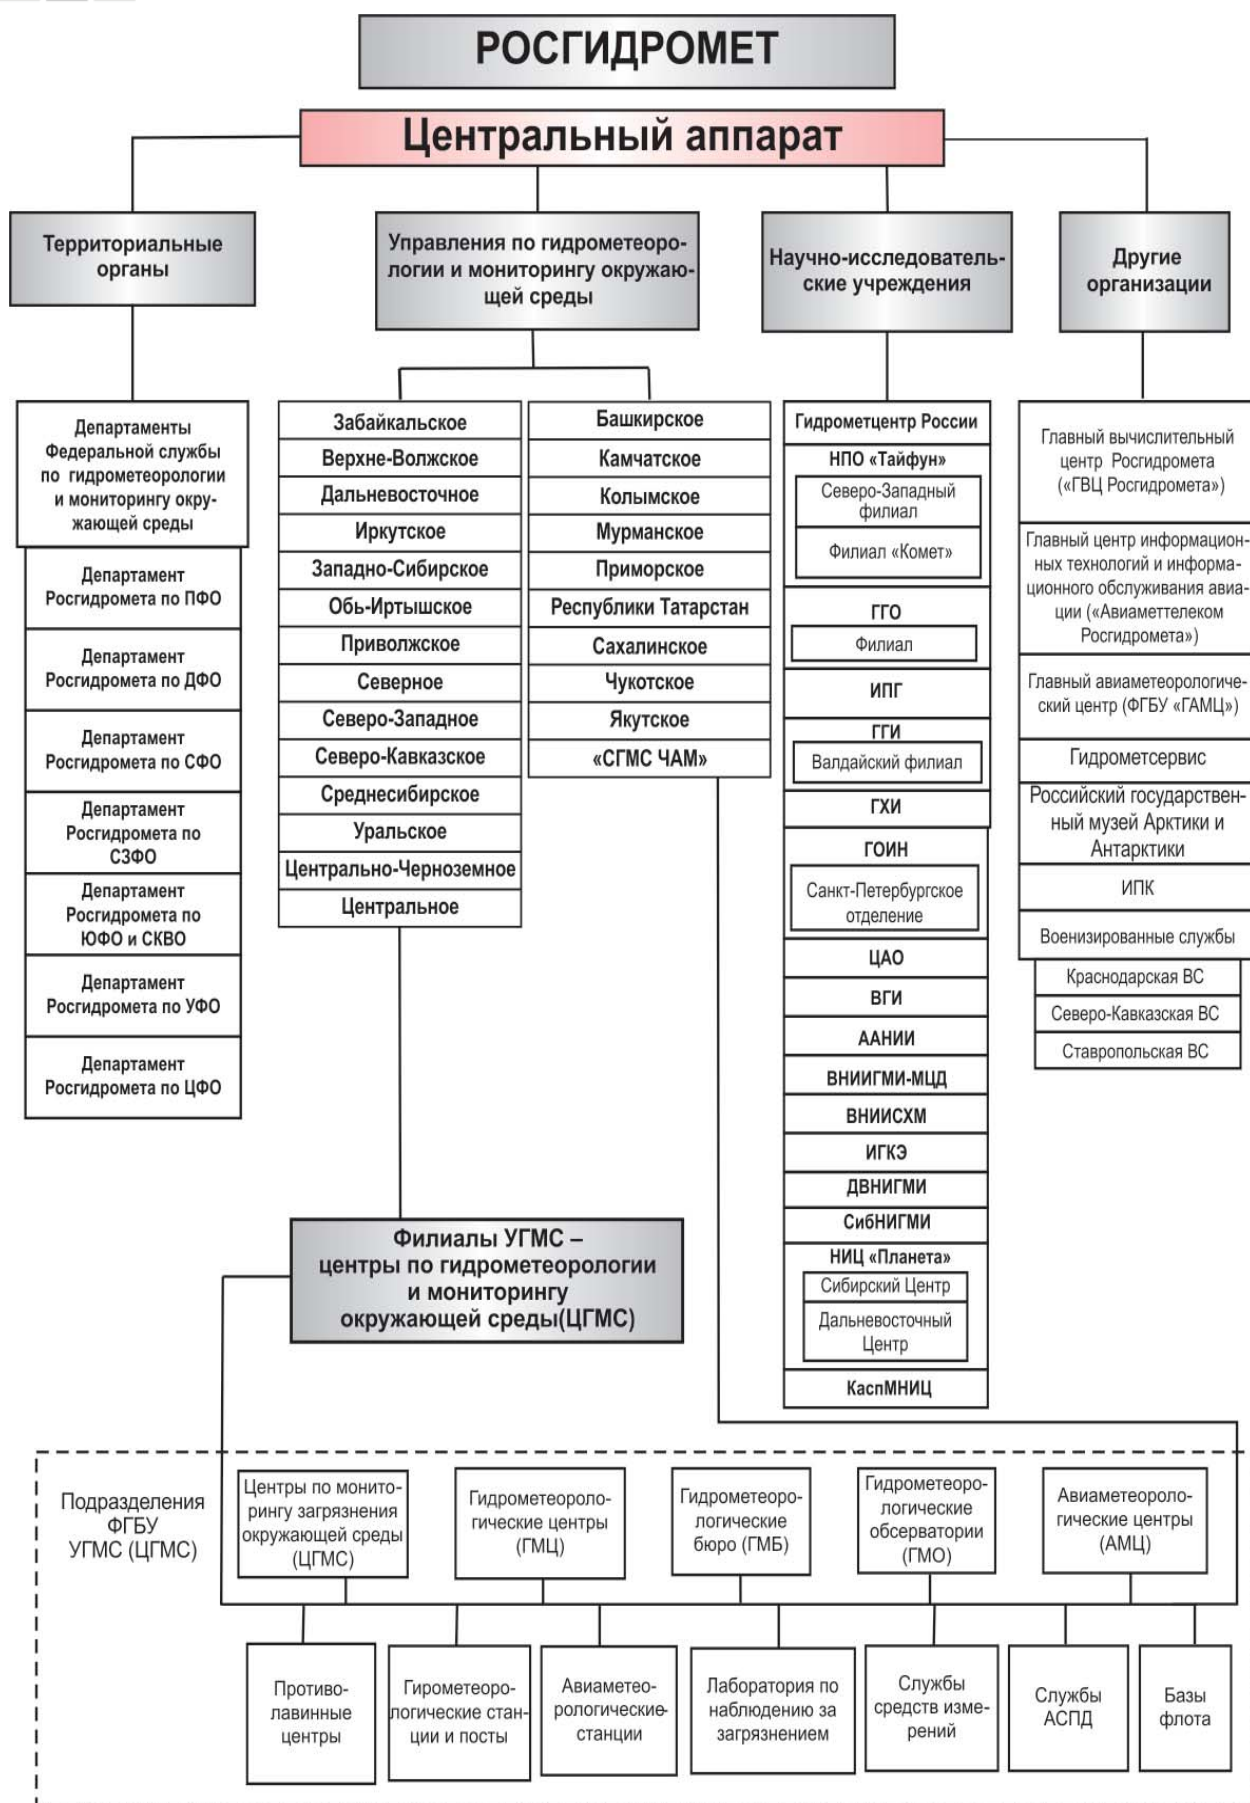 РОСГИДРОМЕТ
Центральный аппарат
Территориальные
органы
Управления по гидрометеоро-
логии и мониторингу окружаю-
щей среды
Научно-исследователь-
ские учреждения
Другие
организации
Департаменты
Федеральной службы
по гидрометеорологии
и мониторингу окру-
жающей среды
Департамент
Росгидромета по ПФО
Департамент
Росгидромета по ДФО
Департамент
Росгидромета по СФО
Департамент
Росгидромета по
СЗФО
Департамент
Росгидромета по
ЮФО и СКВО
Департамент
Росгидромета по УФО
Департамент
Росгидромета по ЦФО
Забайкальское
Верхне-Волжское
Дальневосточное
Иркутское
Западно-Сибирское
Обь-Иртышское
Приволжское
Северное
Северо-Западное
Северо-Кавказское
Среднесибирское
Уральское
Центрально-Черноземное
Центральное
Башкирское
Камчатское
Колымское
Мурманское
Приморское
Республики Татарстан
Сахалинское
Чукотское
Якутское
«СГМС ЧАМ»
Гидрометцентр России
НПО «Тайфун»
Северо-Западный
филиал
Филиал «Комет»
ГГО
Филиал
ИПГ
ГГИ
Валдайский филиал
ГХИ
ГОИН
Санкт-Петербургское
отделение
ЦАО
ВГИ
ААНИИ
ВНИИГМИ-МЦД
ВНИИСХМ
ИГКЭ
ДВНИГМИ
СибНИГМИ
НИЦ «Планета»
Сибирский Центр
Дальневосточный
Центр
КаспМНИЦ
Главный вычислительный
центр Росгидромета
(«ГВЦ Росгидромета»)
Главный центр информацион-
ных технологий и информа-
ционного обслуживания авиа-
ции («Авиаметтелеком
Росгидромета»)
Главный авиаметеорологиче-
ский центр (ФГБУ «ГАМЦ»)
Гидрометсервис
Российский государствен-
ный музей Арктики и
Антарктики
ИПК
Военизированные службы
Краснодарская ВС
Северо-Кавказская ВС
Ставропольская ВС
Филиалы УГМС –
центры по гидрометеорологии
и мониторингу
окружающей среды(ЦГМС)
Подразделения
ФГБУ
УГМС (ЦГМС)
Центры по монито-
рингу загрязнения
окружающей среды
(ЦГМС)
Гидрометеороло-
гические центры
(ГМЦ)
Гидрометеоро-
логические
бюро (ГМБ)
Гидрометеоро-
логические
обсерватории
(ГМО)
Авиаметеороло-
гические центры
(АМЦ)
Противо-
лавинные
центры
Гирометеоро-
логические стан-
ции и посты
Авиаметео-
рологические-
станции
Лаборатория по
наблюдению за
загрязнением
Службы
средств изме-
рений
Службы
АСПД
Базы
флота